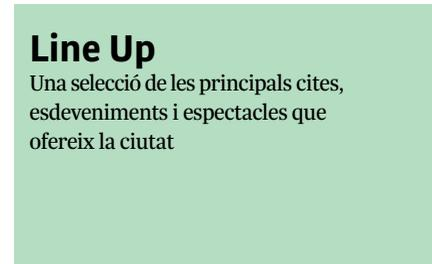 Line Up
Una selecció de les principals cites,
esdeveniments i espectacles que
ofereix la ciutat